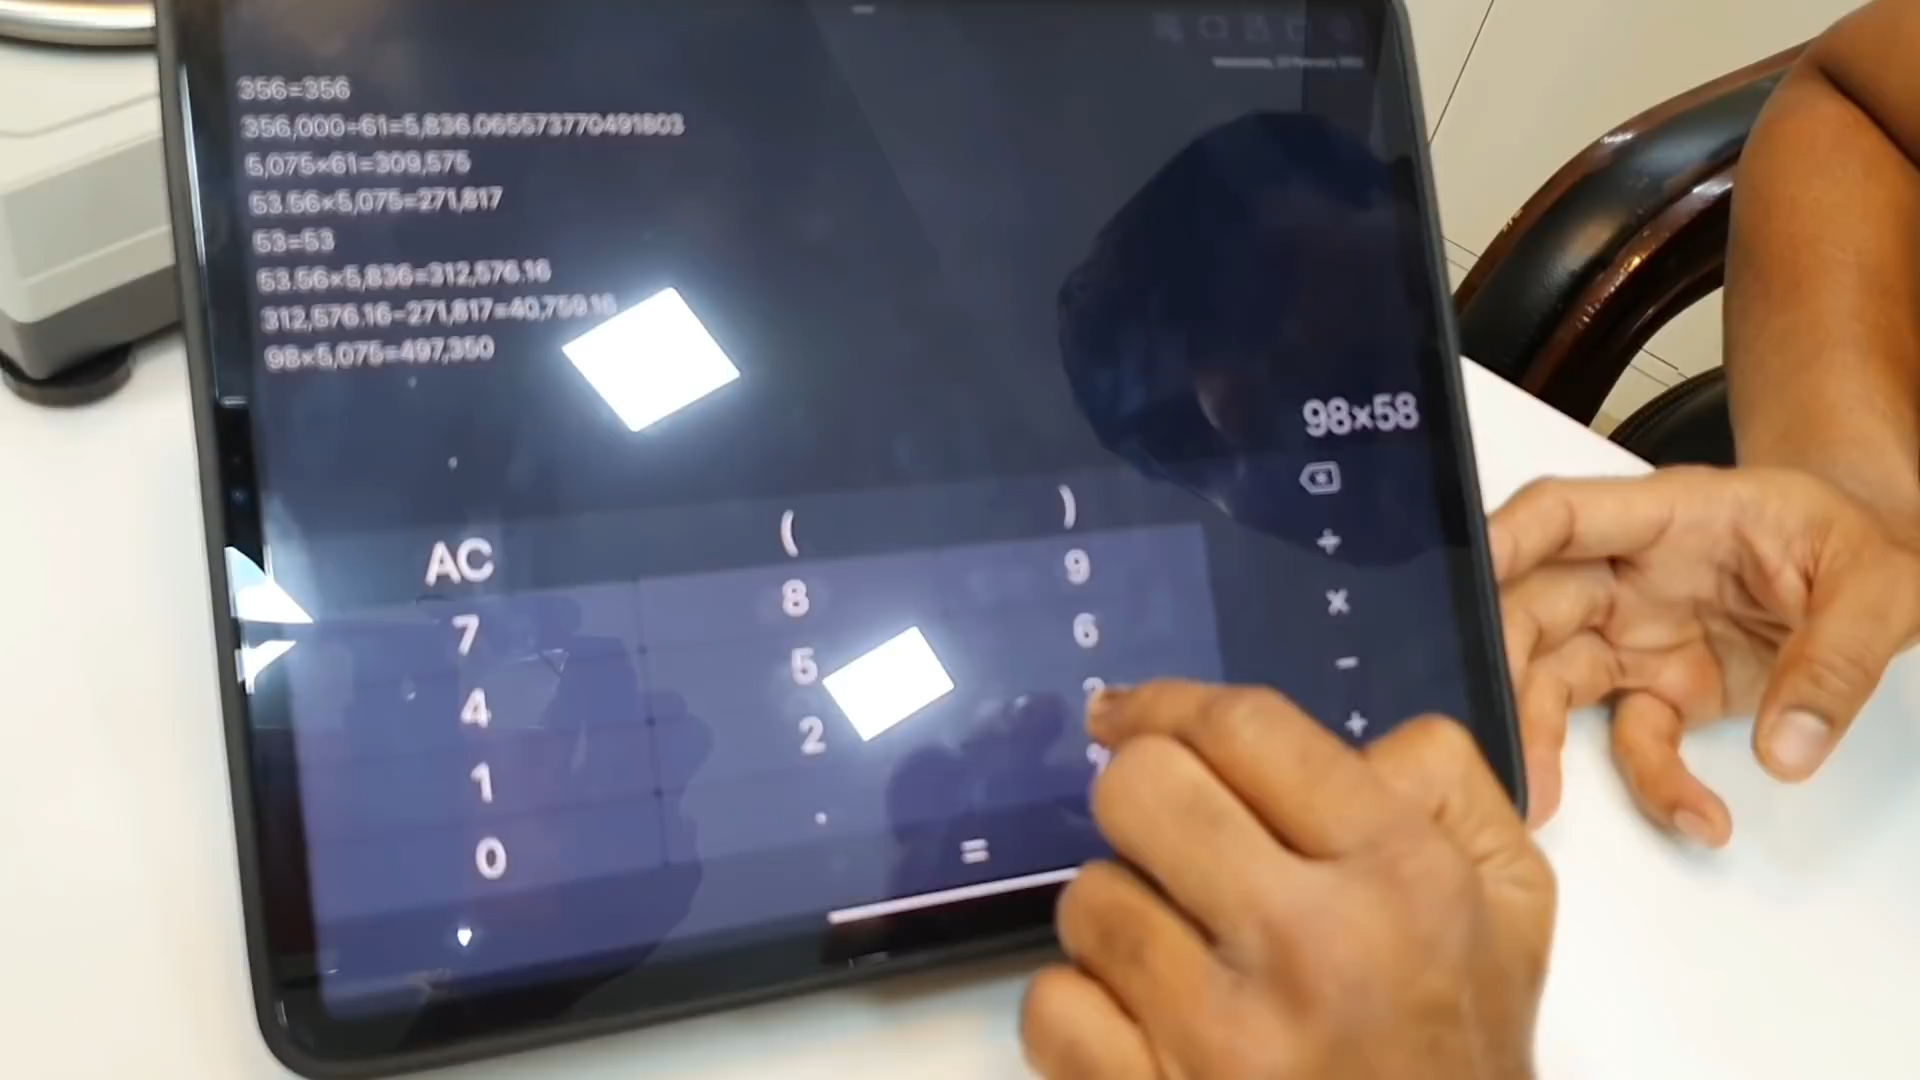 356=356
356,000÷61=5,836.065573770491803
5,075×61=309,575
53.56×5,075=271,817
53=53
53.56×5,836=312,576.16
312,576.16−271,817=40,759.16
98×5,075=497,350
98×58
AC ( )
7 8 9 ÷
4 5 6 ×
1 2 −
0 . = +